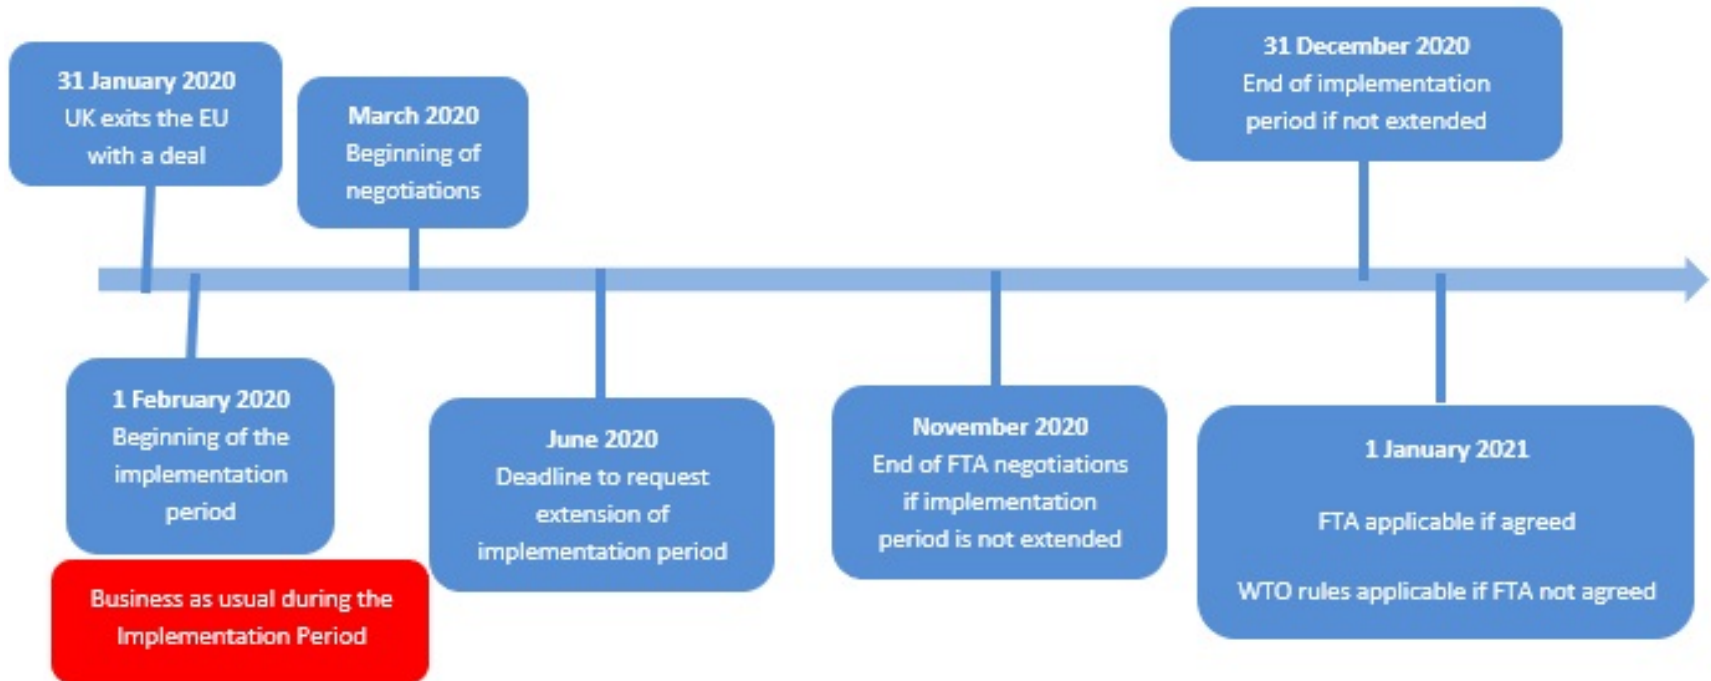 31 January 2020
UK exits the EU
with a deal
March 2020
Beginning of
negotiations
31 December 2020
End of implementation
period if not extended
1 February 2020
Beginning of the
implementation
period
Business as usual during the
Implementation Period
June 2020
Deadline to request
extension of
implementation period
November 2020
End of FTA negotiations
if implementation
period is not extended
1 January 2021
FTA applicable if agreed
WTO rules applicable if FTA not agreed